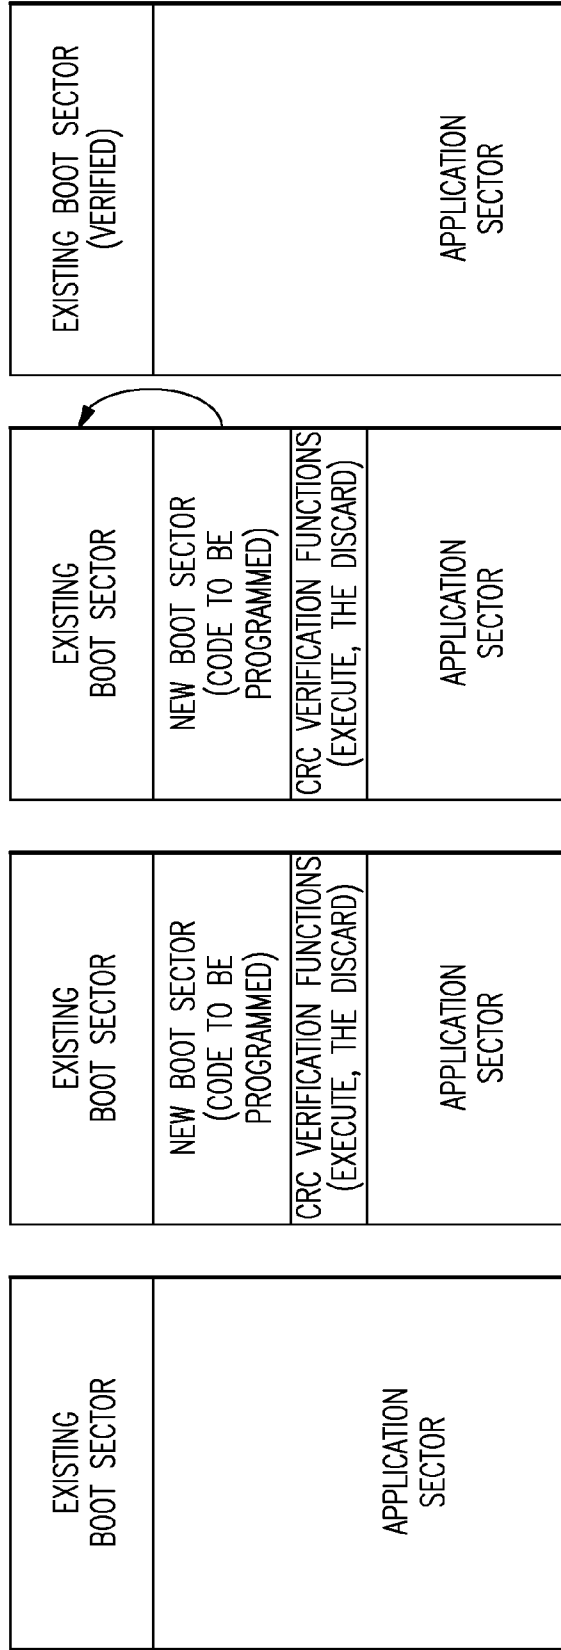 EXISTING
BOOT SECTOR
APPLICATION
SECTOR
EXISTING
BOOT SECTOR
NEW BOOT SECTOR
(CODE TO BE
PROGRAMMED)
CRC VERIFICATION FUNCTIONS
(EXECUTE, THE DISCARD)
APPLICATION
SECTOR
EXISTING
BOOT SECTOR
NEW BOOT SECTOR
(CODE TO BE
PROGRAMMED)
CRC VERIFICATION FUNCTIONS
(EXECUTE, THE DISCARD)
APPLICATION
SECTOR
EXISTING BOOT SECTOR
(VERIFIED)
APPLICATION
SECTOR